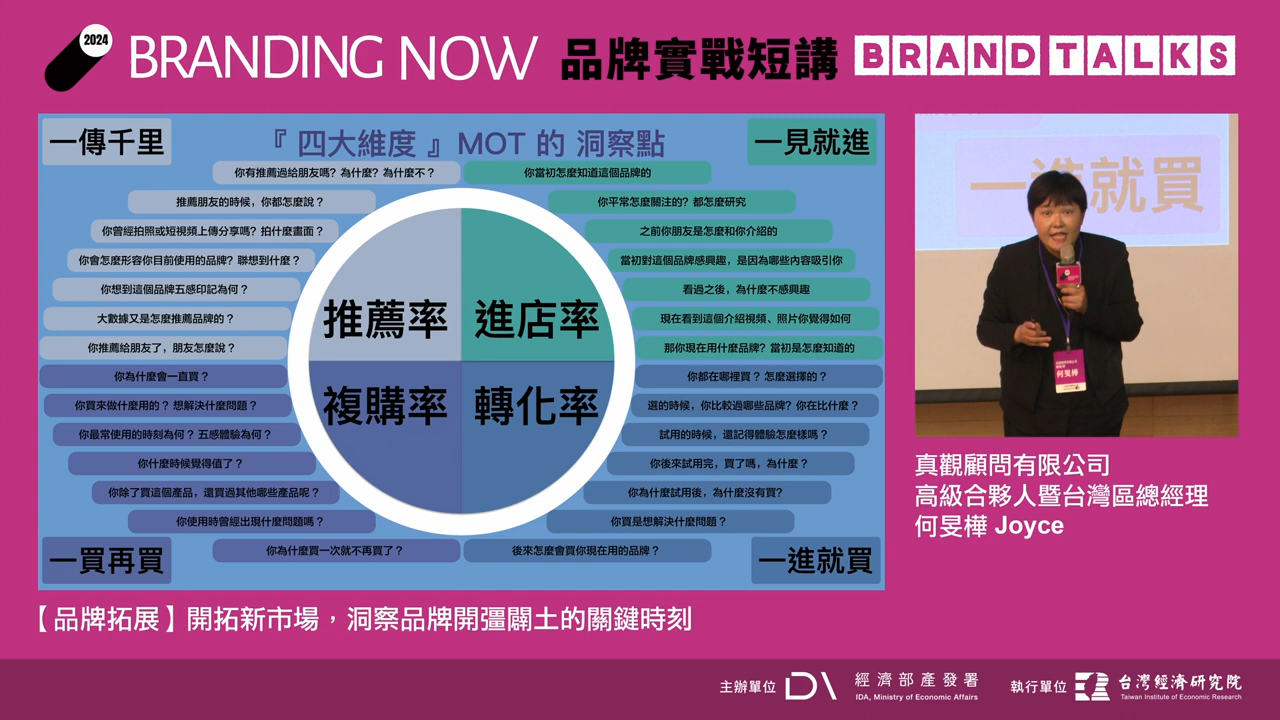 2024
BRANDING NOW 品牌實戰短講 BRAND TALKS
一傳千里
『 四大維度 』 MOT 的 洞察點
一見就進
你有推薦過給朋友嗎? 為什麼? 為什麼不?
推薦朋友的時候，你都怎麼說?
你曾經拍照或短視頻上傳分享嗎? 拍什麼畫面?
你會怎麼形容你目前使用的品牌? 聯想到什麼?
你想到這個品牌五感印記為何?
大數據又是怎麼推薦品牌的?
你推薦給朋友了，朋友怎麼說?
你當初怎麼知道這個品牌的
你平常怎麼關注的? 都怎麼研究
之前你朋友是怎麼和你介紹的
當初對這個品牌感興趣，是因為哪些內容吸引你
看過之後，為什麼不感興趣
現在看到這個介紹視頻、照片你覺得如何
那你現在用什麼品牌? 當初是怎麼知道的
推薦率
進店率
複購率
轉化率
你為什麼會一直買?
你買來做什麼用的? 想解決什麼問題?
你最常使用的時刻為何? 五感體驗為何?
你什麼時候覺得值了?
你除了買這個產品，還買過其他哪些產品呢?
你使用時曾經出現什麼問題嗎?
你為什麼買一次就不再買了?
你都在哪裡買? 怎麼選擇的?
選的時候，你比較過哪些品牌? 你在比什麼?
試用的時候，還記得體驗怎麼樣嗎?
你後來試用完，買了嗎，為什麼?
你為什麼試用後，為什麼沒有買?
你買是想解決什麼問題?
後來怎麼會買你現在用的品牌?
一買再買
一進就買
一進就買
何旻樺
真觀顧問有限公司
高級合夥人暨台灣區總經理
何旻樺 Joyce
【品牌拓展】開拓新市場，洞察品牌開彊闢土的關鍵時刻
主辦單位
經濟部產發署
IDA, Ministry of Economic Affairs
執行單位
台灣經濟研究院
Taiwan Institute of Economic Research